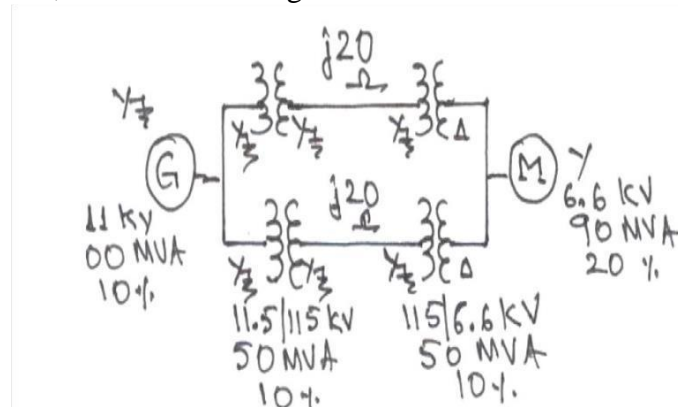 j20
Ω
Y
Y Y
Y Δ
G
j20
Ω
M Y
11 KV
00 MVA
10%
6.6 KV
90 MVA
20 %
Y Y
Y Δ
11.5/115 KV
50 MVA
10%
115/6.6 KV
50 MVA
10%